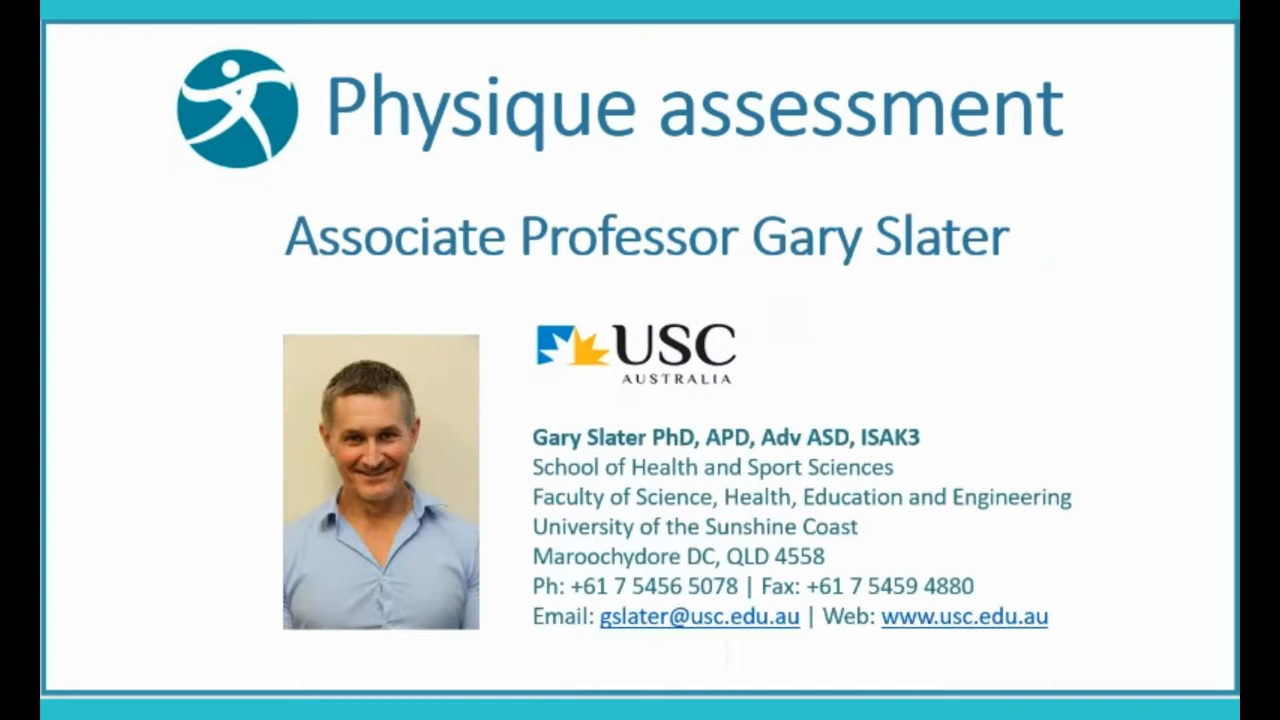 Physique assessment
Associate Professor Gary Slater
USC
AUSTRALIA
Gary Slater PhD, APD, Adv ASD, ISAK3
School of Health and Sport Sciences
Faculty of Science, Health, Education and Engineering
University of the Sunshine Coast
Maroochydore DC, QLD 4558
Ph: +61 7 5456 5078 | Fax: +61 7 5459 4880
Email: gslater@usc.edu.au | Web: www.usc.edu.au